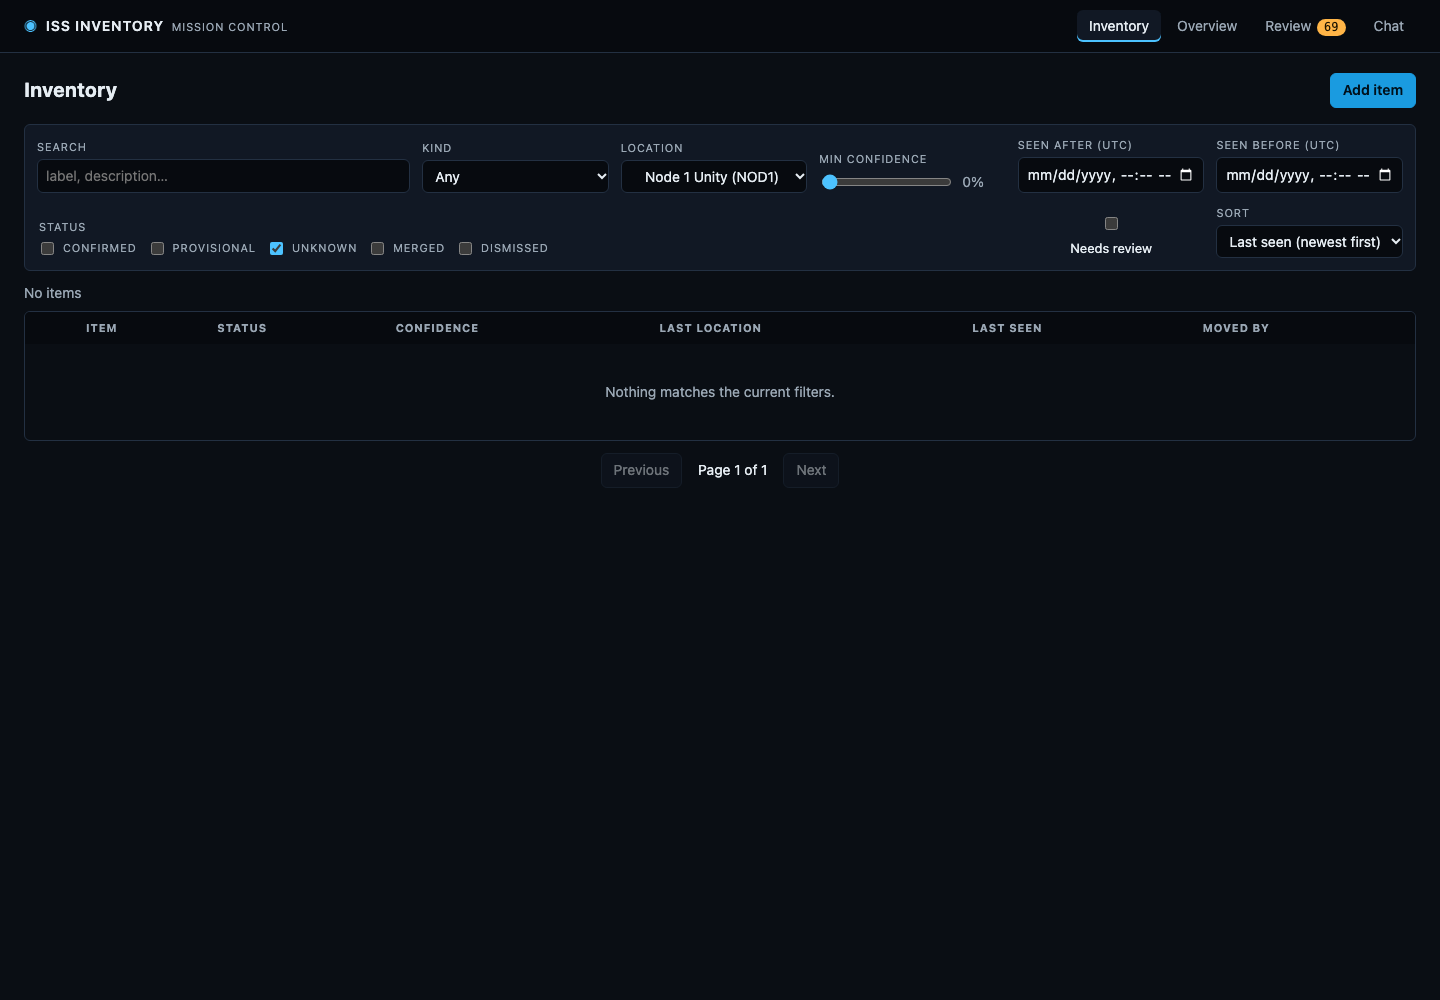 ISS INVENTORY MISSION CONTROL
Inventory Overview Review 69 Chat
Inventory
Add item
SEARCH
label, description...
KIND
Any
LOCATION
Node 1 Unity (NOD1)
MIN CONFIDENCE
0%
SEEN AFTER (UTC)
mm/dd/yyyy, --:-- --
SEEN BEFORE (UTC)
mm/dd/yyyy, --:-- --
STATUS
CONFIRMED PROVISIONAL UNKNOWN MERGED DISMISSED
Needs review
SORT
Last seen (newest first)
No items
ITEM STATUS CONFIDENCE LAST LOCATION LAST SEEN MOVED BY
Nothing matches the current filters.
Previous Page 1 of 1 Next